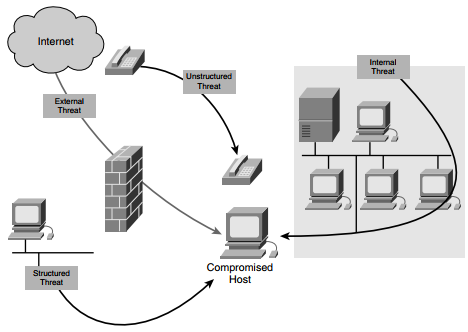 Internet
Unstructured
Threat
Internal
Threat
External
Threat
Structured
Threat
Compromised
Host